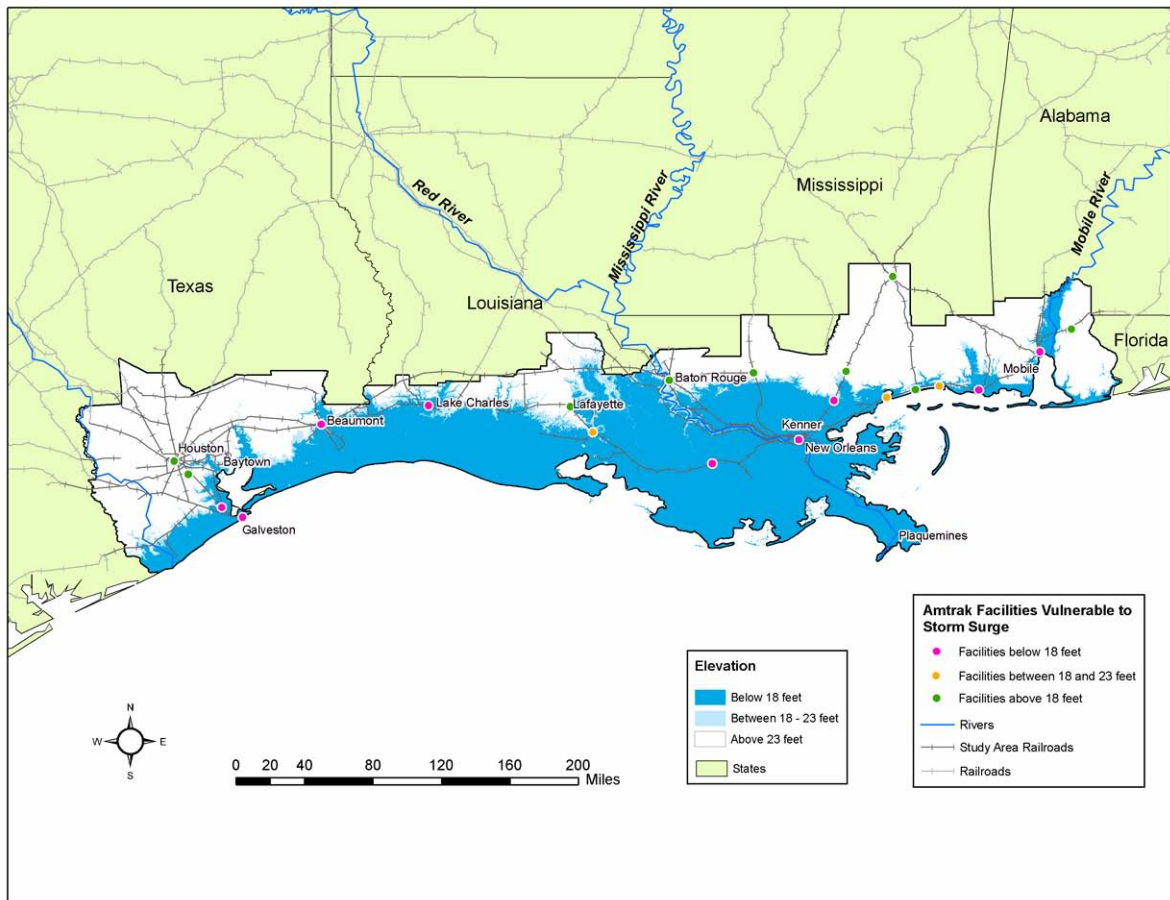 Alabama
Mississippi
Red River
Mississippi River
Mobile River
Texas
Louisiana
Florida
Mobile
Baton Rouge
Lake Charles
Lafayette
Beaumont
Kenner
New Orleans
Houston
Baytown
Galveston
Plaquemines
Amtrak Facilities Vulnerable to
Storm Surge
Facilities below 18 feet
Facilities between 18 and 23 feet
Facilities above 18 feet
Rivers
Study Area Railroads
Railroads
Elevation
Below 18 feet
Between 18 - 23 feet
Above 23 feet
States
N
W E
S
0 20 40 80 120 160 200
Miles